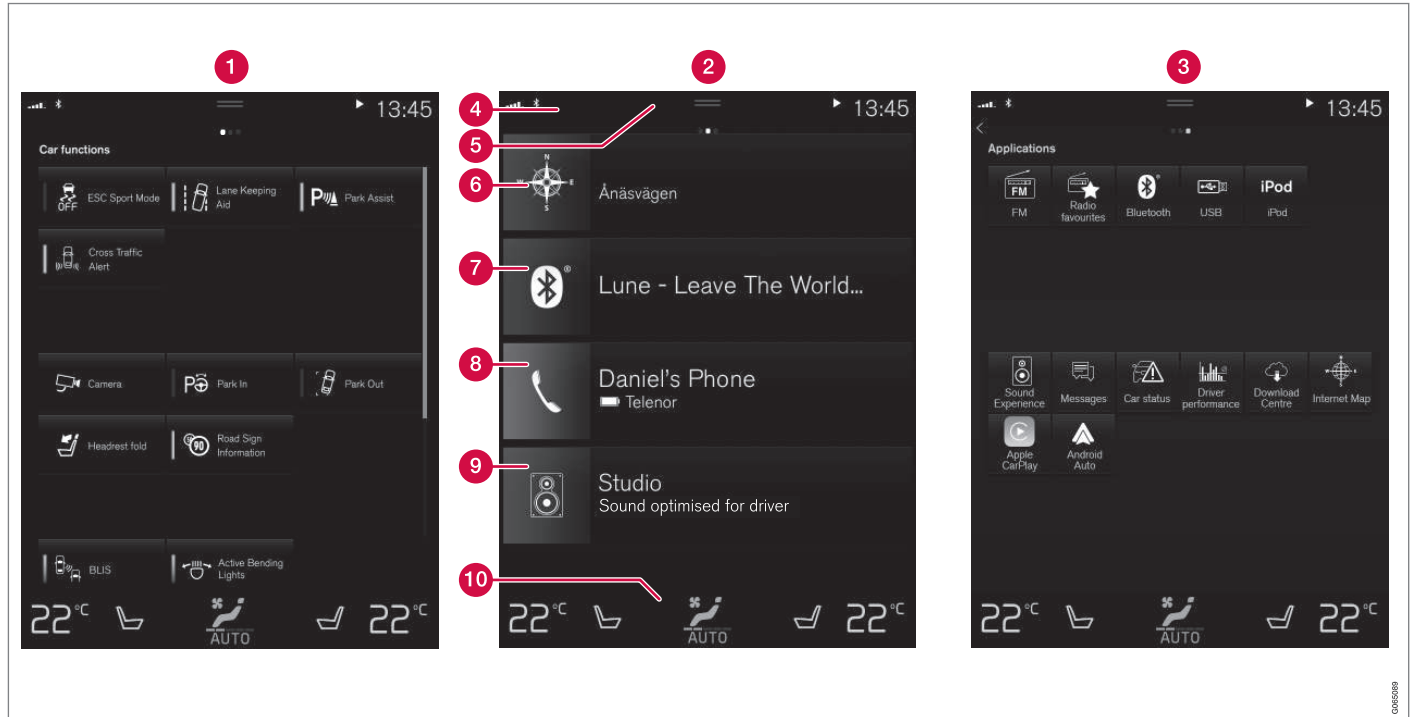 1
2
3
13:45
Car functions
ESC Sport Mode
OFF
Lane Keeping
Aid
P
Park Assist
Cross Traffic
Alert
Camera
P
Park In
Park Out
Headrest fold
90
Road Sign
Information
BLIS
Active Bending
Lights
22°C
AUTO
22°C
4
5
6
7
8
9
10
13:45
N
W
E
S
Ånäsvägen
Lune - Leave The World...
Daniel's Phone
Telenor
Studio
Sound optimised for driver
22°C
AUTO
22°C
13:45
Applications
FM
FM
Radio
favourites
Bluetooth
USB
iPod
iPod
Sound
Experience
Messages
Car status
Driver
performance
Download
Centre
Internet Map
Apple
CarPlay
Android
Auto
22°C
AUTO
22°C
G065089